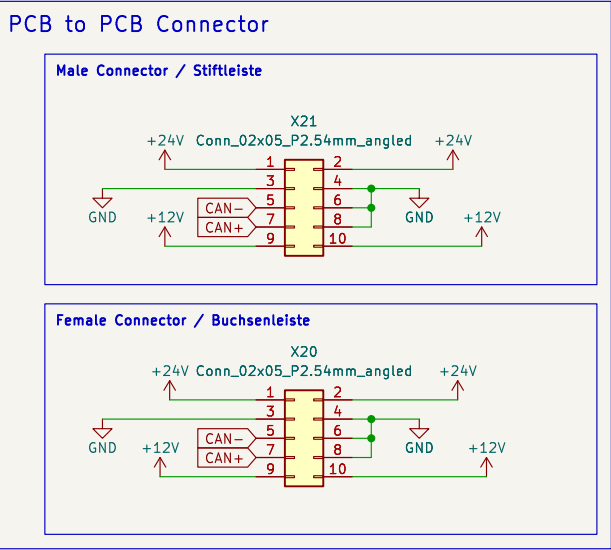 PCB to PCB Connector
Male Connector / Stiftleiste
X21
+24V Conn_02x05_P2.54mm_angled +24V
1 2
3 4
GND +12V CAN- 5 6 GND +12V
CAN+ 7 8
9 10
Female Connector / Buchsenleiste
X20
+24V Conn_02x05_P2.54mm_angled +24V
1 2
3 4
CAN- 5 6
GND +12V CAN+ 7 8 GND +12V
9 10